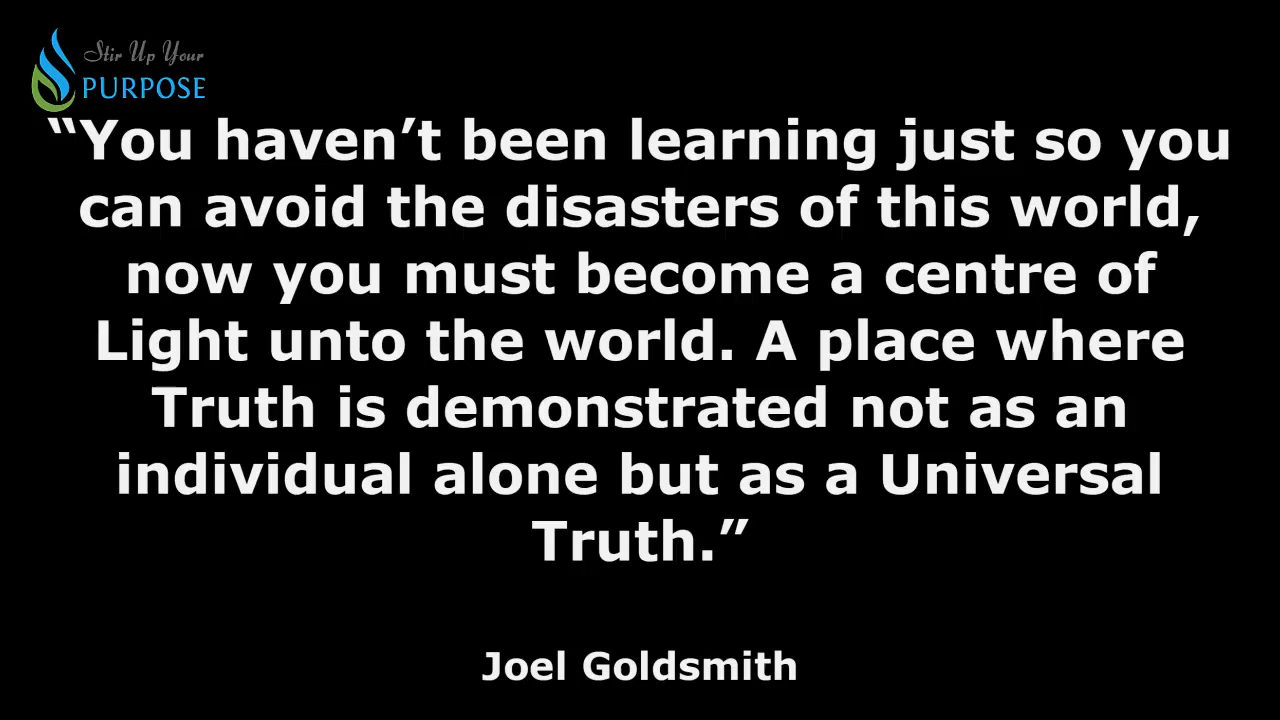 Stir Up Your
PURPOSE
“You haven’t been learning just so you
can avoid the disasters of this world,
now you must become a centre of
Light unto the world. A place where
Truth is demonstrated not as an
individual alone but as a Universal
Truth.”
Joel Goldsmith